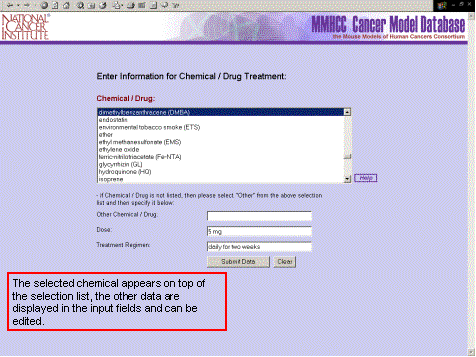 NATIONAL
CANCER
INSTITUTE
MMHCC Cancer Model Database
the Mouse Models of Human Cancers Consortium
Enter Information for Chemical / Drug Treatment:
Chemical / Drug:
dimethylbenzanthracene (DMBA)
endostatin
environmental tobacco smoke (ETS)
ether
ethyl methanesulfonate (EMS)
ethylene oxide
ferricnitrilotriacetate (Fe-NTA)
glycyrrhizin (GL)
hydroquinone (HQ)
isoprene
Help
- if Chemical / Drug is not listed, then please select "Other" from the above selection
list and then specify it below:
Other Chemical / Drug:
Dose:
5 mg
Treatment Regimen:
daily for two weeks
Submit Data
Clear
The selected chemical appears on top of
the selection list, the other data are
displayed in the input fields and can be
edited.